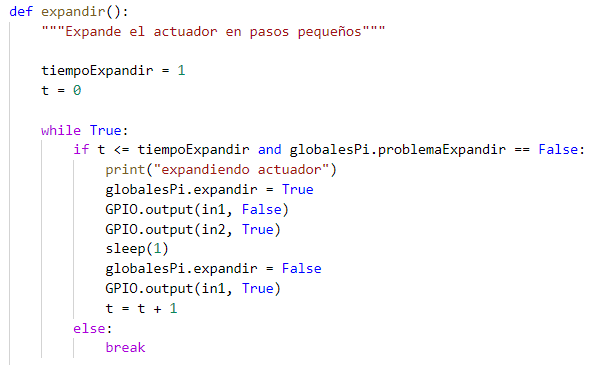 def expandir():
    """Expande el actuador en pasos pequeños"""

    tiempoExpandir = 1
    t = 0

    while True:
        if t <= tiempoExpandir and globalesPi.problemaExpandir == False:
            print("expandiendo actuador")
            globalesPi.expandir = True
            GPIO.output(in1, False)
            GPIO.output(in2, True)
            sleep(1)
            globalesPi.expandir = False
            GPIO.output(in1, True)
            t = t + 1
        else:
            break